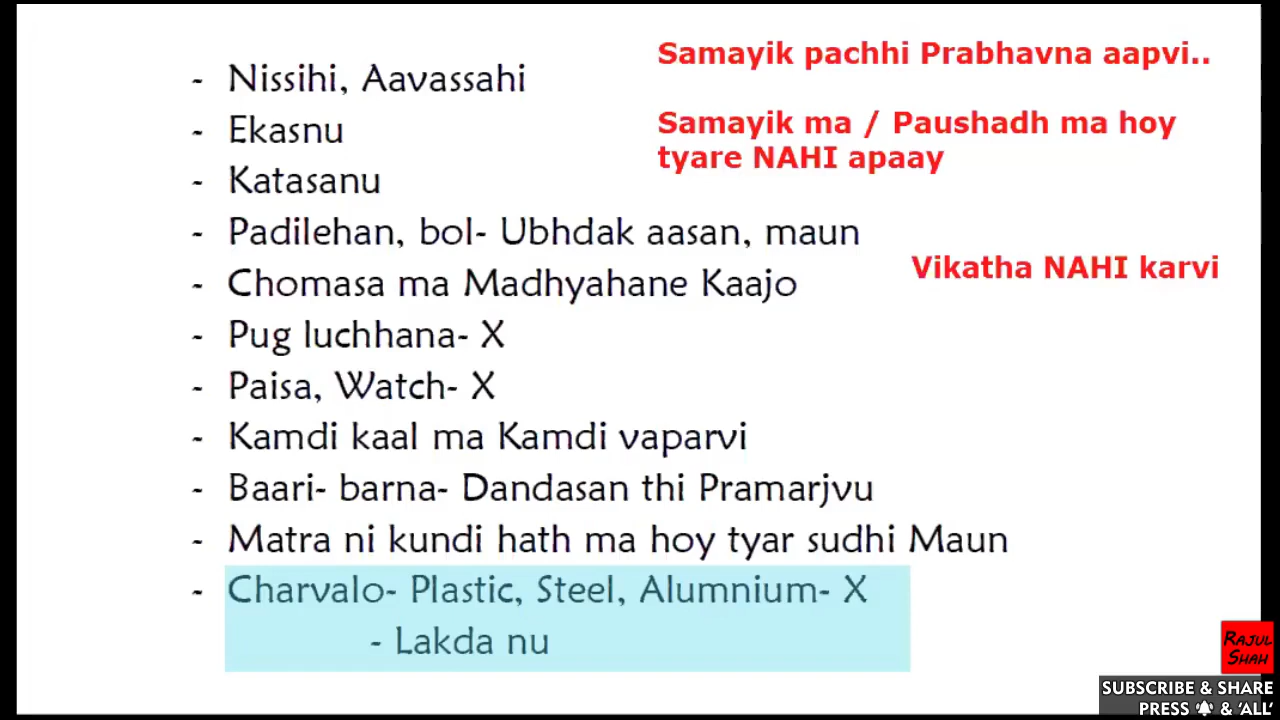 - Nissihi, Aavassahi
- Ekasnu
- Katasanu
- Padilehan, bol- Ubhdak aasan, maun
- Chomasa ma Madhyahane Kaajo
- Pug luchhana- X
- Paisa, Watch- X
- Kamdi kaal ma Kamdi vaparvi
- Baari- barna- Dandasan thi Pramarjvu
- Matra ni kundi hath ma hoy tyar sudhi Maun
- Charvalo- Plastic, Steel, Alumnium- X
- Lakda nu
Samayik pachhi Prabhavna aapvi..
Samayik ma / Paushadh ma hoy
tyare NAHI apaay
Vikatha NAHI karvi
RAJUL
SHAH
SUBSCRIBE & SHARE
PRESS 🔔 & 'ALL'